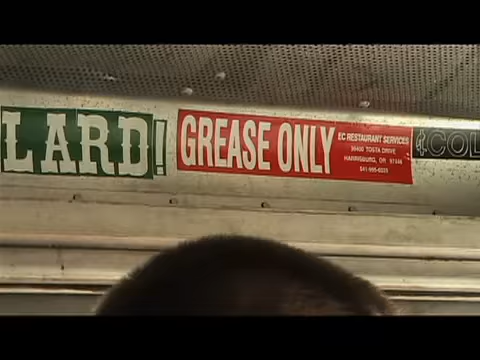 LARD!
GREASE ONLY
EC RESTAURANT SERVICES
HARRISBURG, OR
¢COL